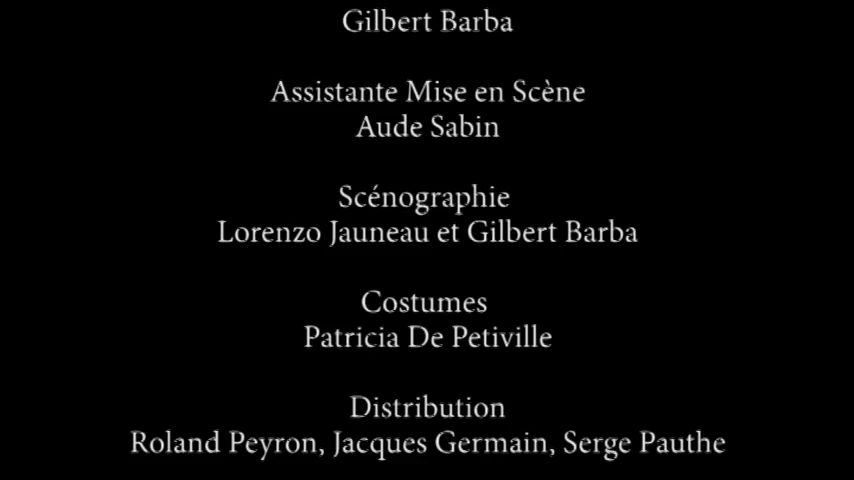 Gilbert Barba
Assistante Mise en Scène
Aude Sabin
Scénographie
Lorenzo Jauneau et Gilbert Barba
Costumes
Patricia De Petiville
Distribution
Roland Peyron, Jacques Germain, Serge Pauthe